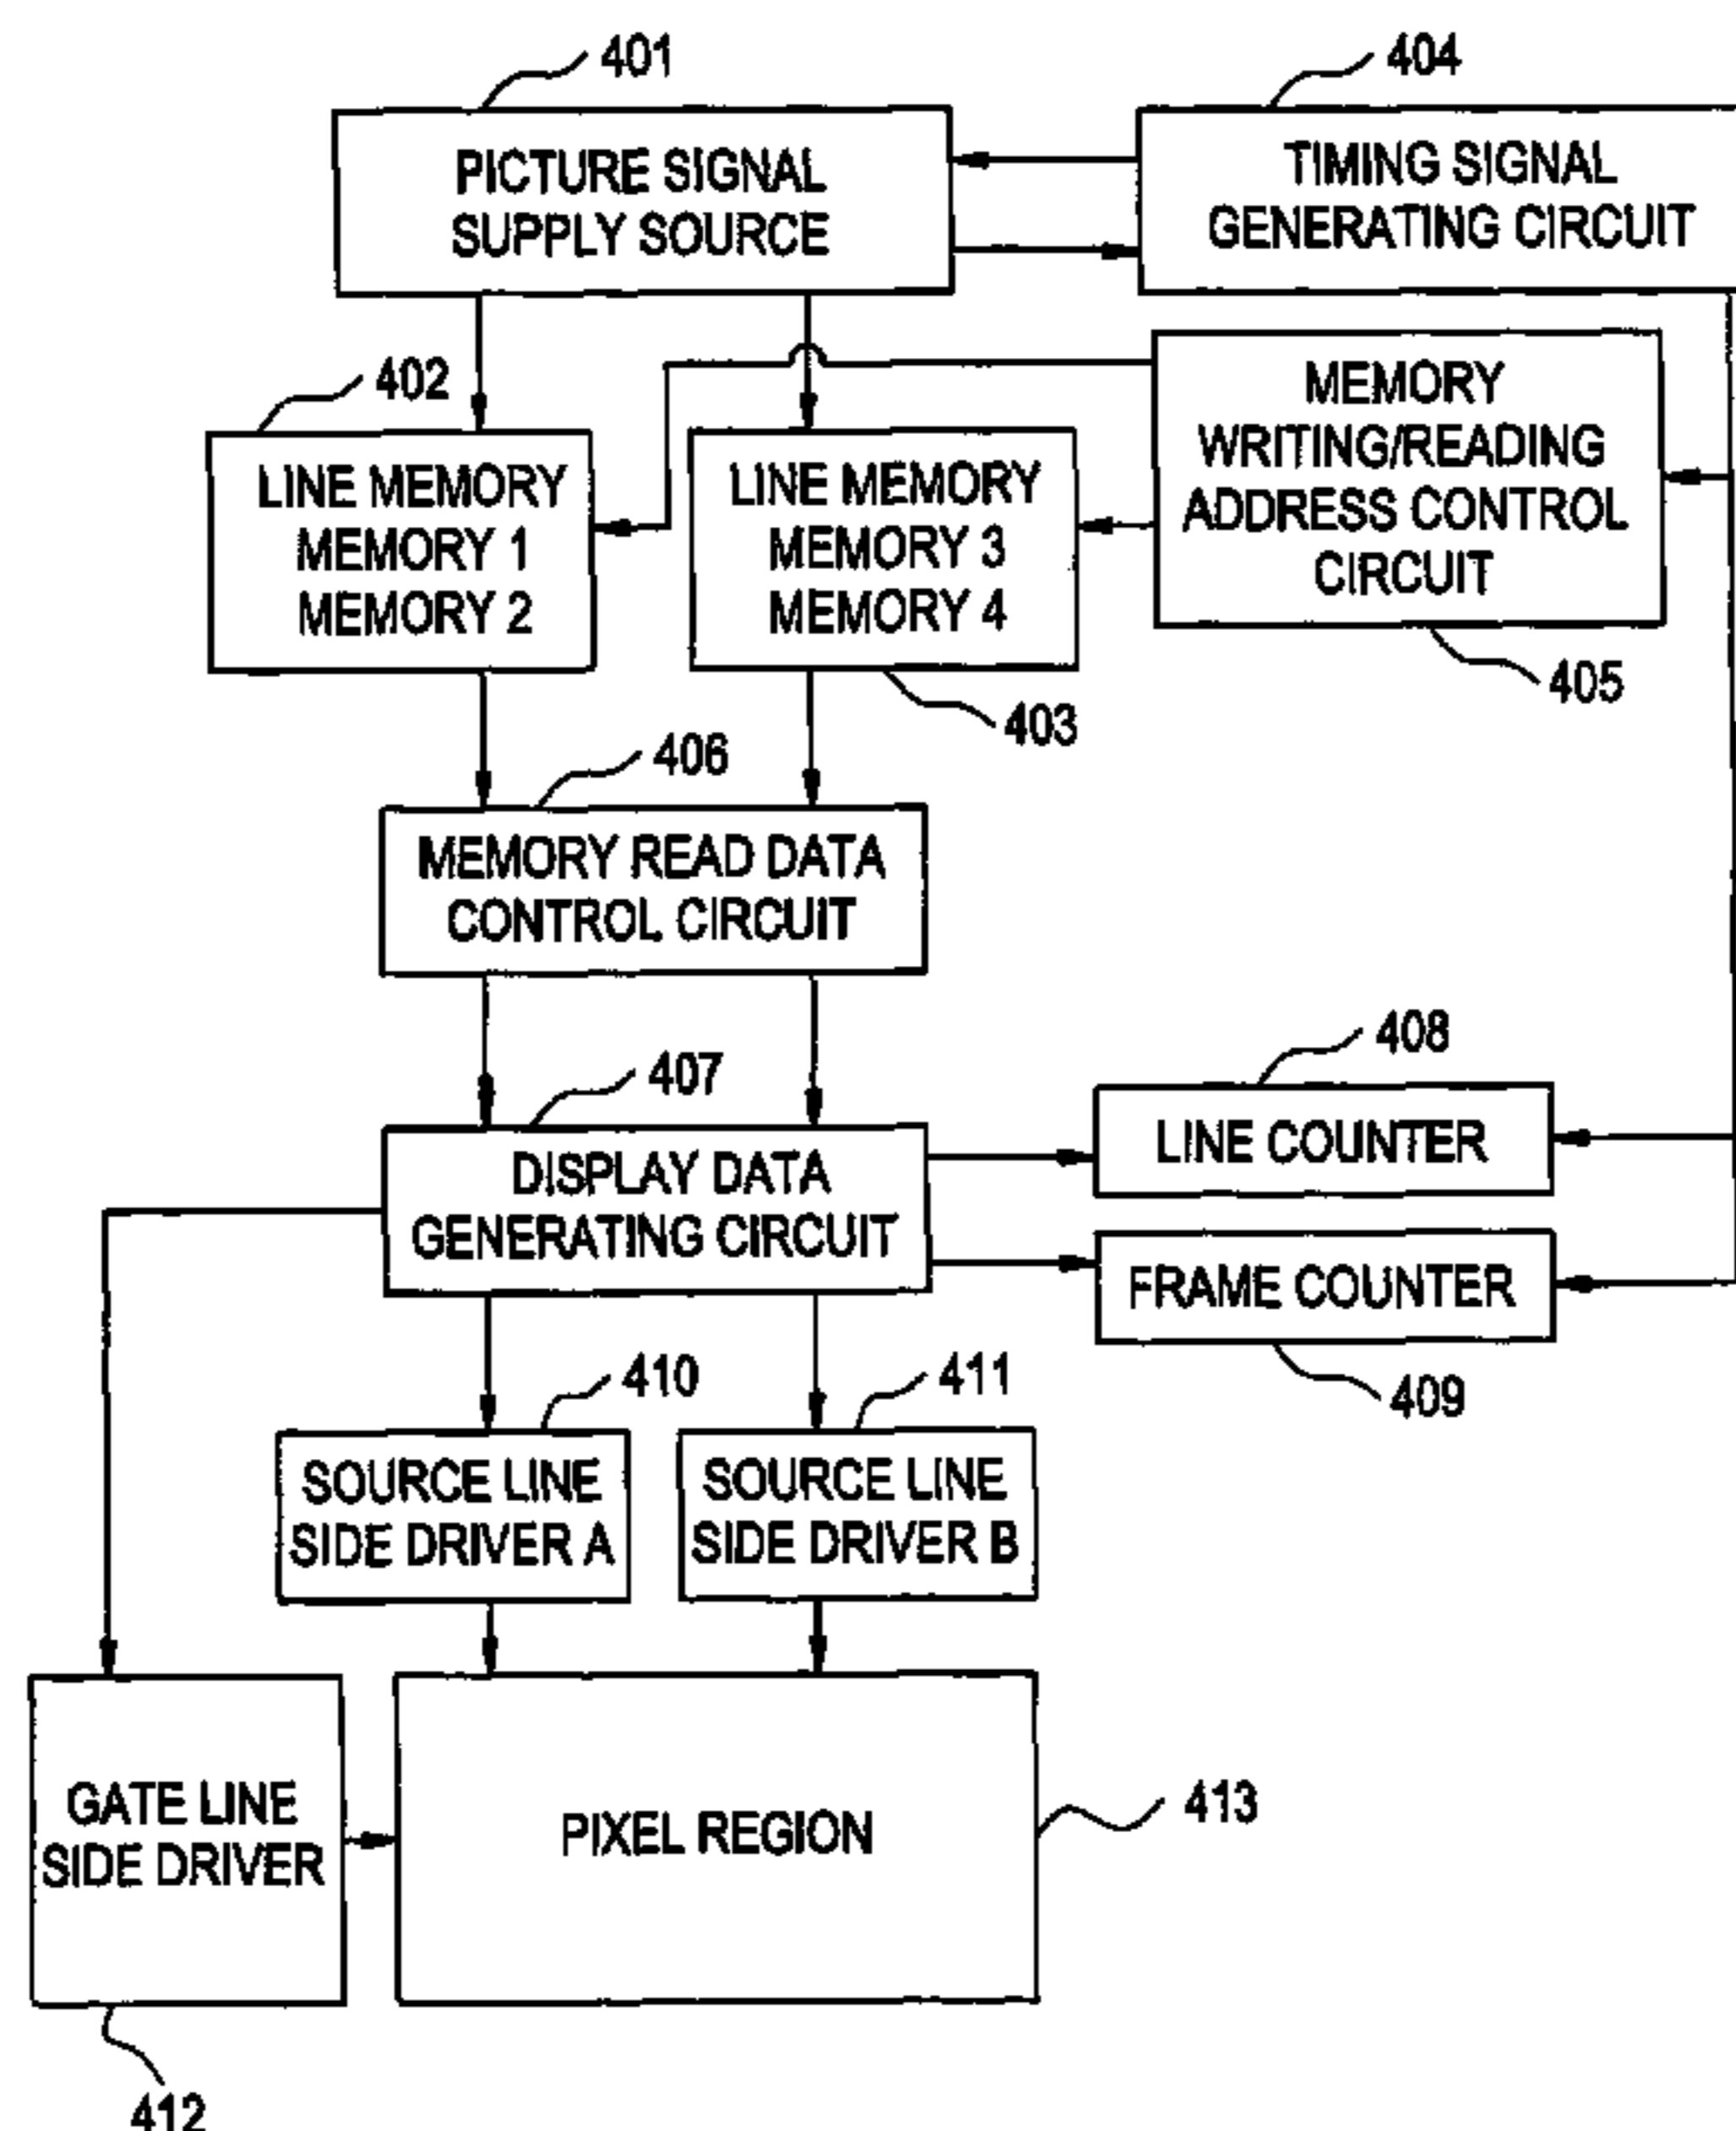 401
404
PICTURE SIGNAL
SUPPLY SOURCE
TIMING SIGNAL
GENERATING CIRCUIT
402
LINE MEMORY
MEMORY 1
MEMORY 2
LINE MEMORY
MEMORY 3
MEMORY 4
MEMORY
WRITING/READING
ADDRESS CONTROL
CIRCUIT
405
403
406
MEMORY READ DATA
CONTROL CIRCUIT
407
408
DISPLAY DATA
GENERATING CIRCUIT
LINE COUNTER
FRAME COUNTER
409
410
411
SOURCE LINE
SIDE DRIVER A
SOURCE LINE
SIDE DRIVER B
GATE LINE
SIDE DRIVER
PIXEL REGION
413
412